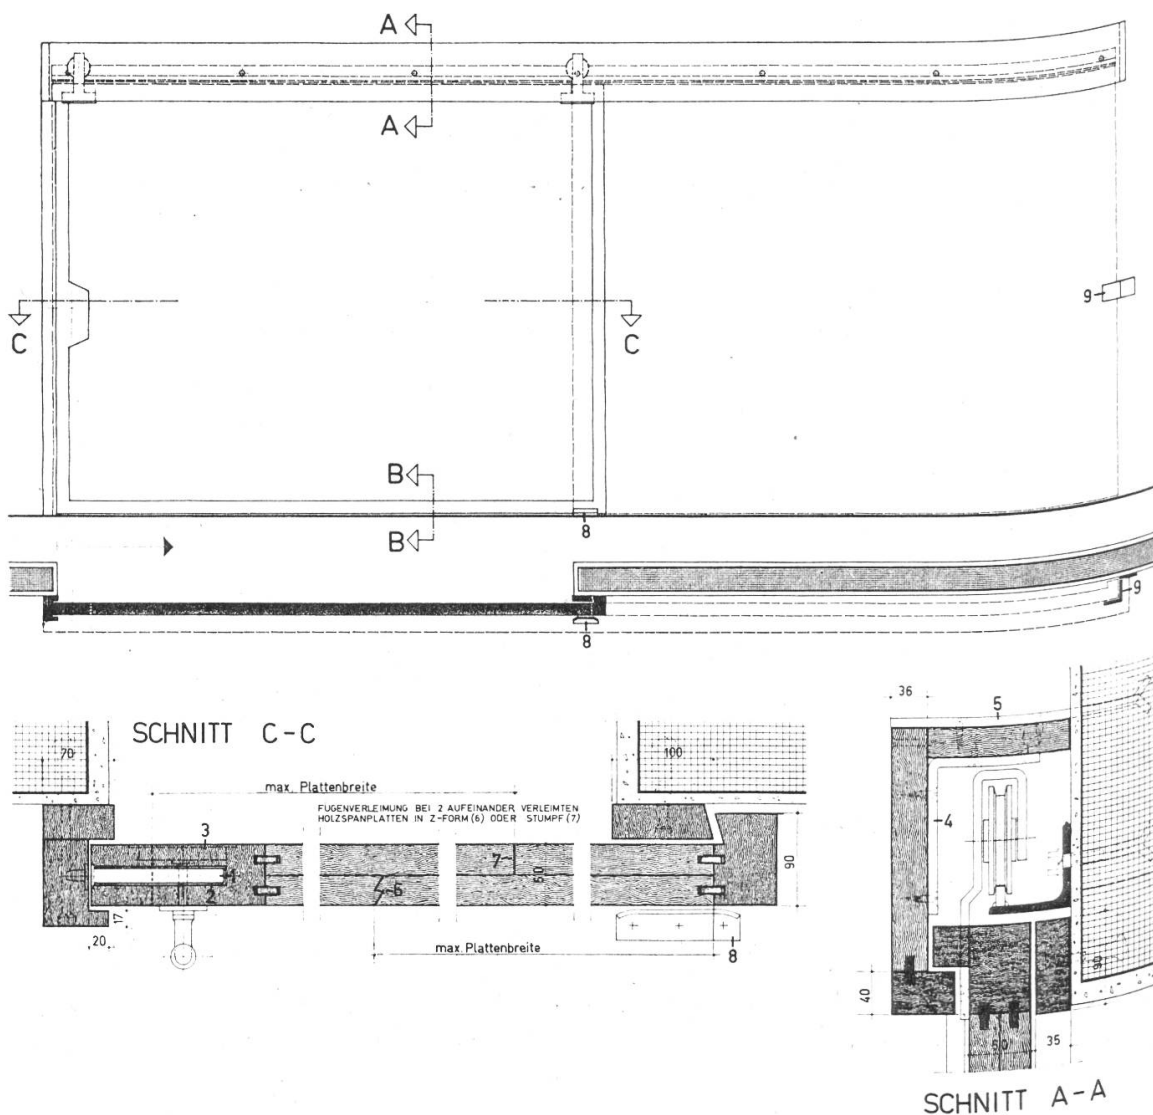 A
A
C
C
9
B
B
8
9
8
SCHNITT C-C
70
100
max. Plattenbreite
FUGENVERLEIMUNG BEI 2 AUFEINANDER VERLEIMTEN
HOLZSPANPLATTEN IN Z-FORM (6) ODER STUMPF (7)
3
7
60
1
2
6
90
17
20
max. Plattenbreite
8
36
5
4
90
40
60
35
SCHNITT A-A